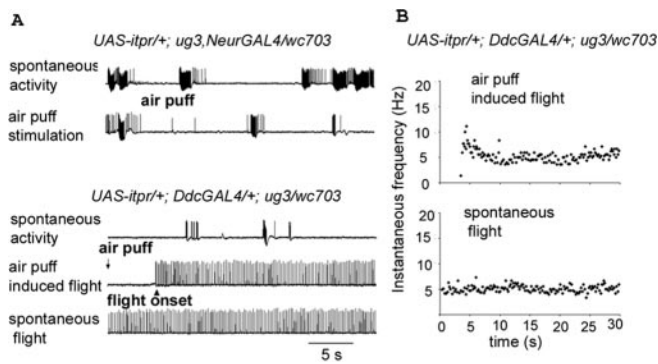 A
UAS-itpr/+; ug3,NeurGAL4/wc703
spontaneous
activity
air puff
air puff
stimulation
UAS-itpr/+; DdcGAL4/+; ug3/wc703
spontaneous
activity
air puff
air puff
induced flight
flight onset
spontaneous
flight
5 s
B
UAS-itpr/+; DdcGAL4/+; ug3/wc703
Instantaneous frequency (Hz)
20
15
10
5
0
air puff
induced flight
20
15
10
5
spontaneous
flight
0 5 10 15 20 25 30
time (s)